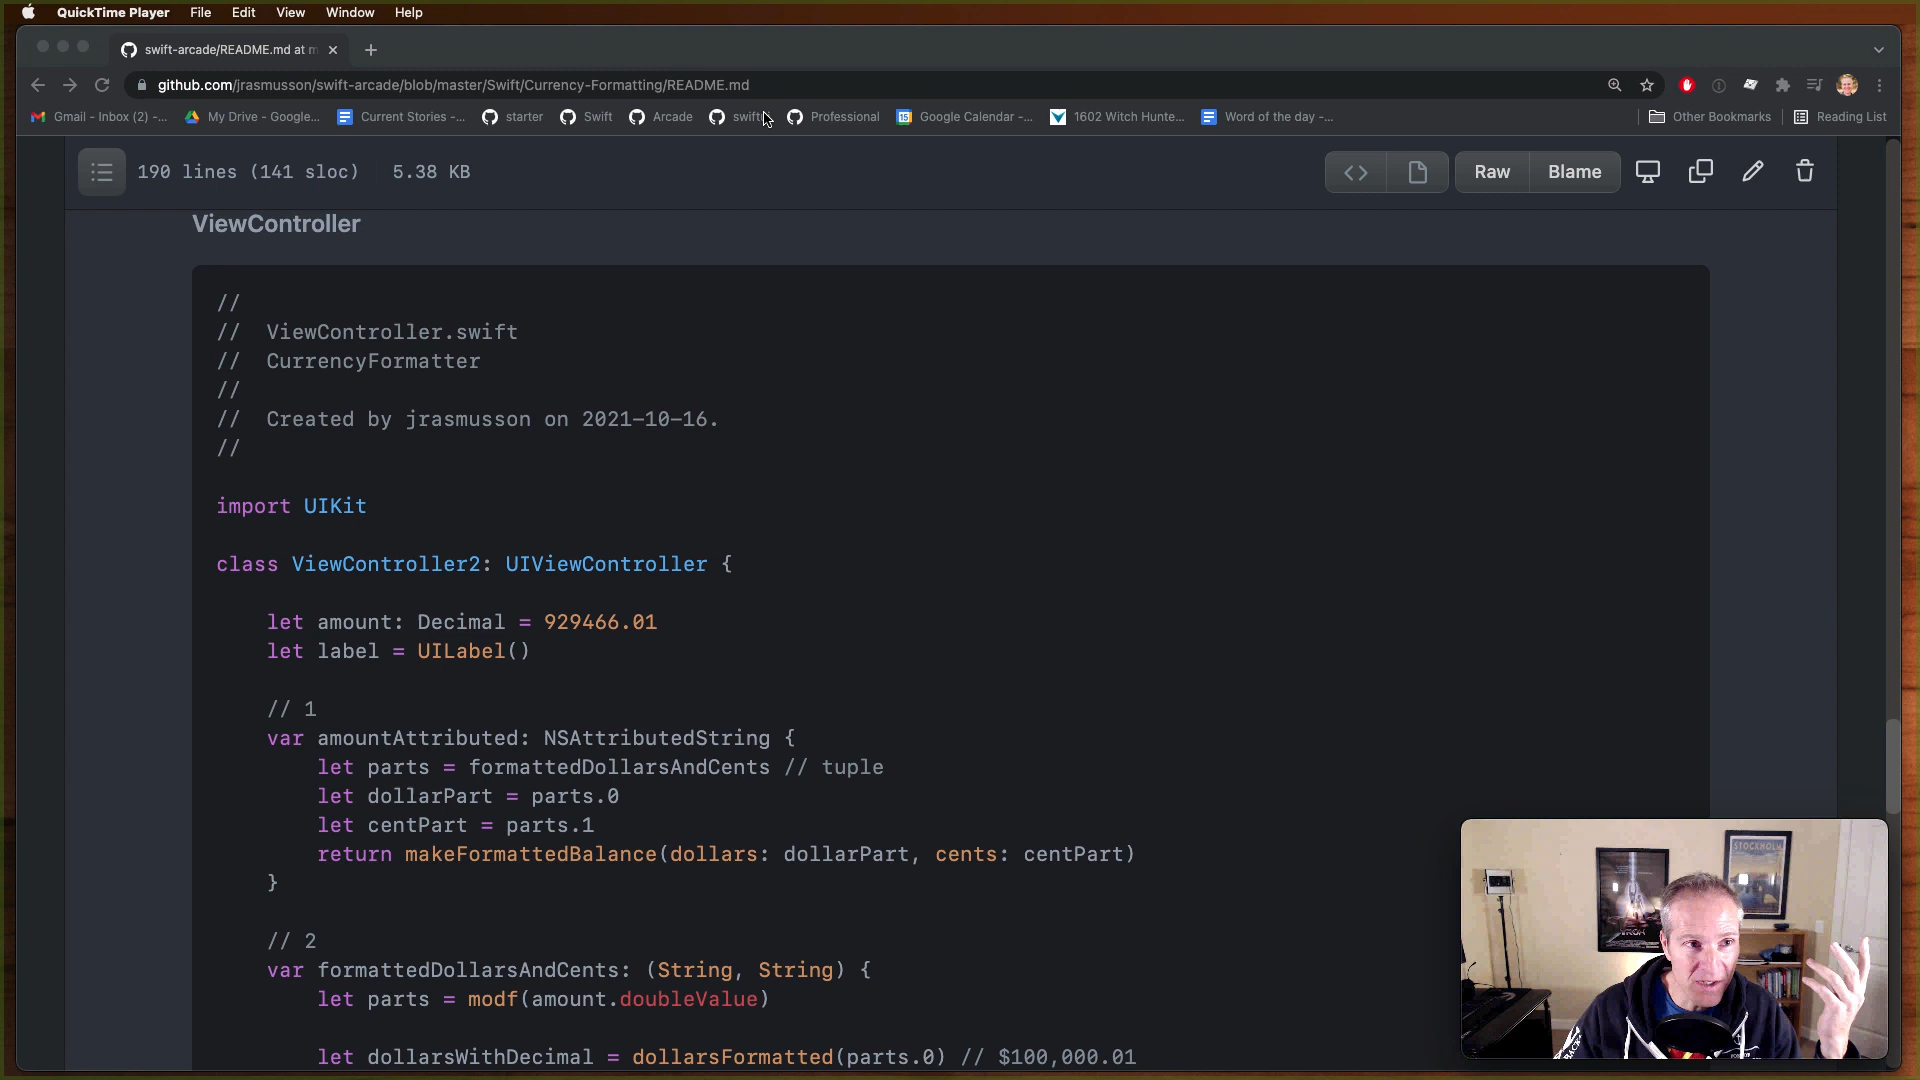 QuickTime Player File Edit View Window Help
swift-arcade/README.md at m
github.com/jrasmusson/swift-arcade/blob/master/Swift/Currency-Formatting/README.md
Gmail - Inbox (2) -... My Drive - Google... Current Stories -... starter Swift Arcade swift Professional Google Calendar -... 1602 Witch Hunte... Word of the day -... Other Bookmarks Reading List
190 lines (141 sloc) 5.38 KB Raw Blame
ViewController
//
// ViewController.swift
// CurrencyFormatter
//
// Created by jrasmusson on 2021-10-16.
//
import UIKit
class ViewController2: UIViewController {
let amount: Decimal = 929466.01
let label = UILabel()
// 1
var amountAttributed: NSAttributedString {
let parts = formattedDollarsAndCents // tuple
let dollarPart = parts.0
let centPart = parts.1
return makeFormattedBalance(dollars: dollarPart, cents: centPart)
}
// 2
var formattedDollarsAndCents: (String, String) {
let parts = modf(amount.doubleValue)
let dollarsWithDecimal = dollarsFormatted(parts.0) // $100,000.01
STOCKHOLM